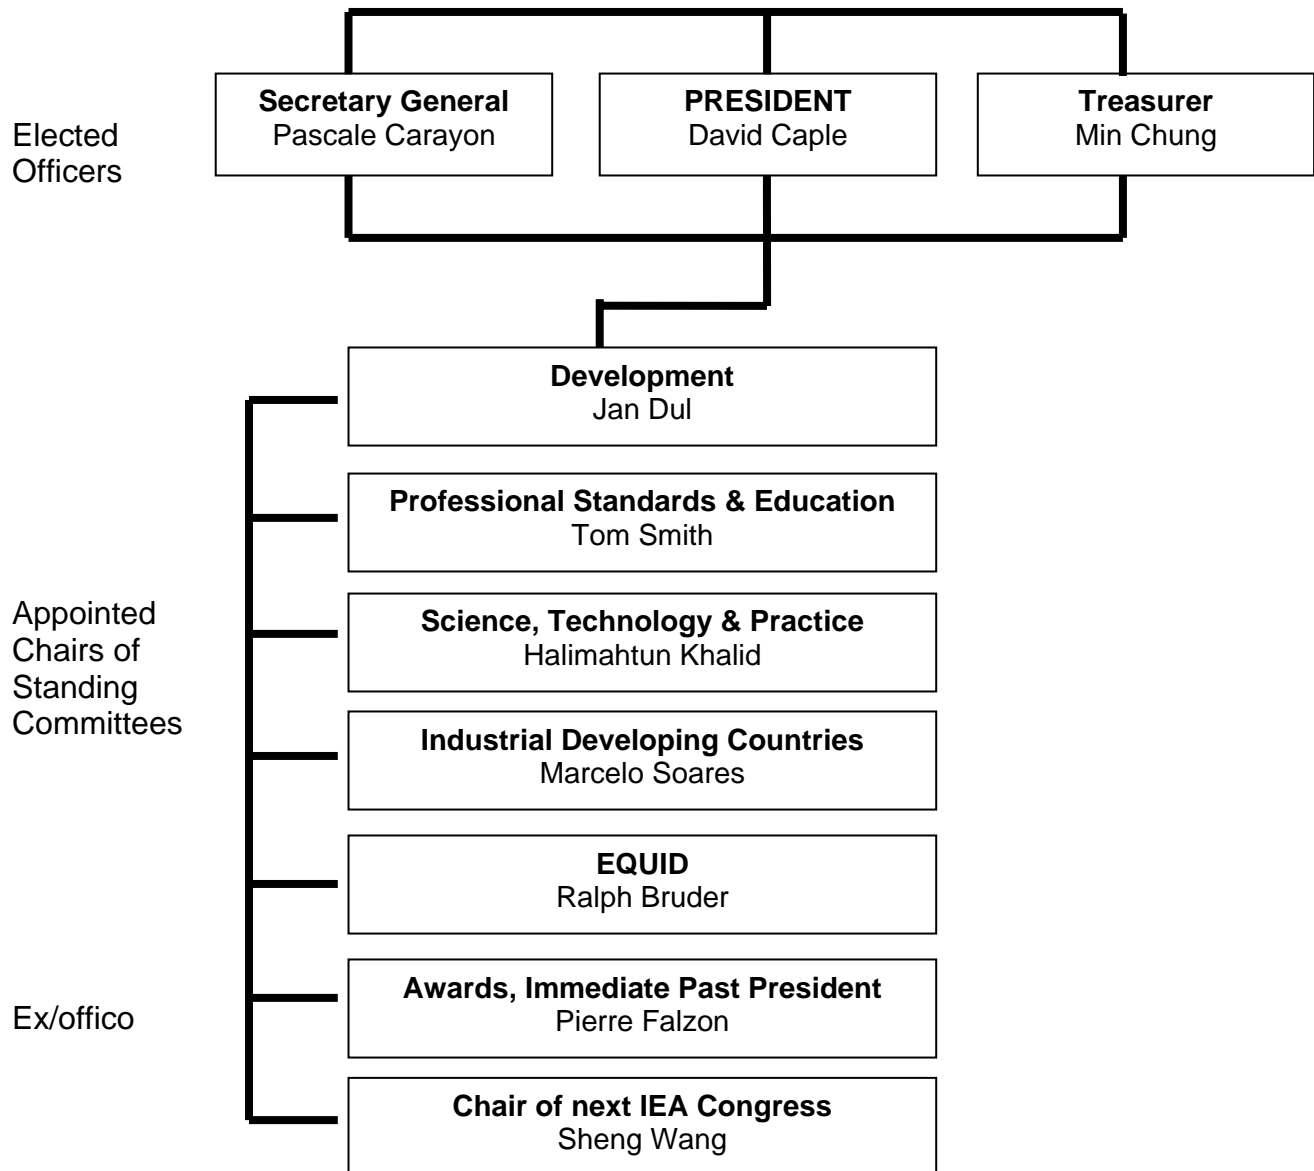 Elected
Officers
Secretary General
Pascale Carayon
PRESIDENT
David Caple
Treasurer
Min Chung
Development
Jan Dul
Professional Standards & Education
Tom Smith
Appointed
Chairs of
Standing
Committees
Science, Technology & Practice
Halimahtun Khalid
Industrial Developing Countries
Marcelo Soares
EQUID
Ralph Bruder
Ex/offico
Awards, Immediate Past President
Pierre Falzon
Chair of next IEA Congress
Sheng Wang